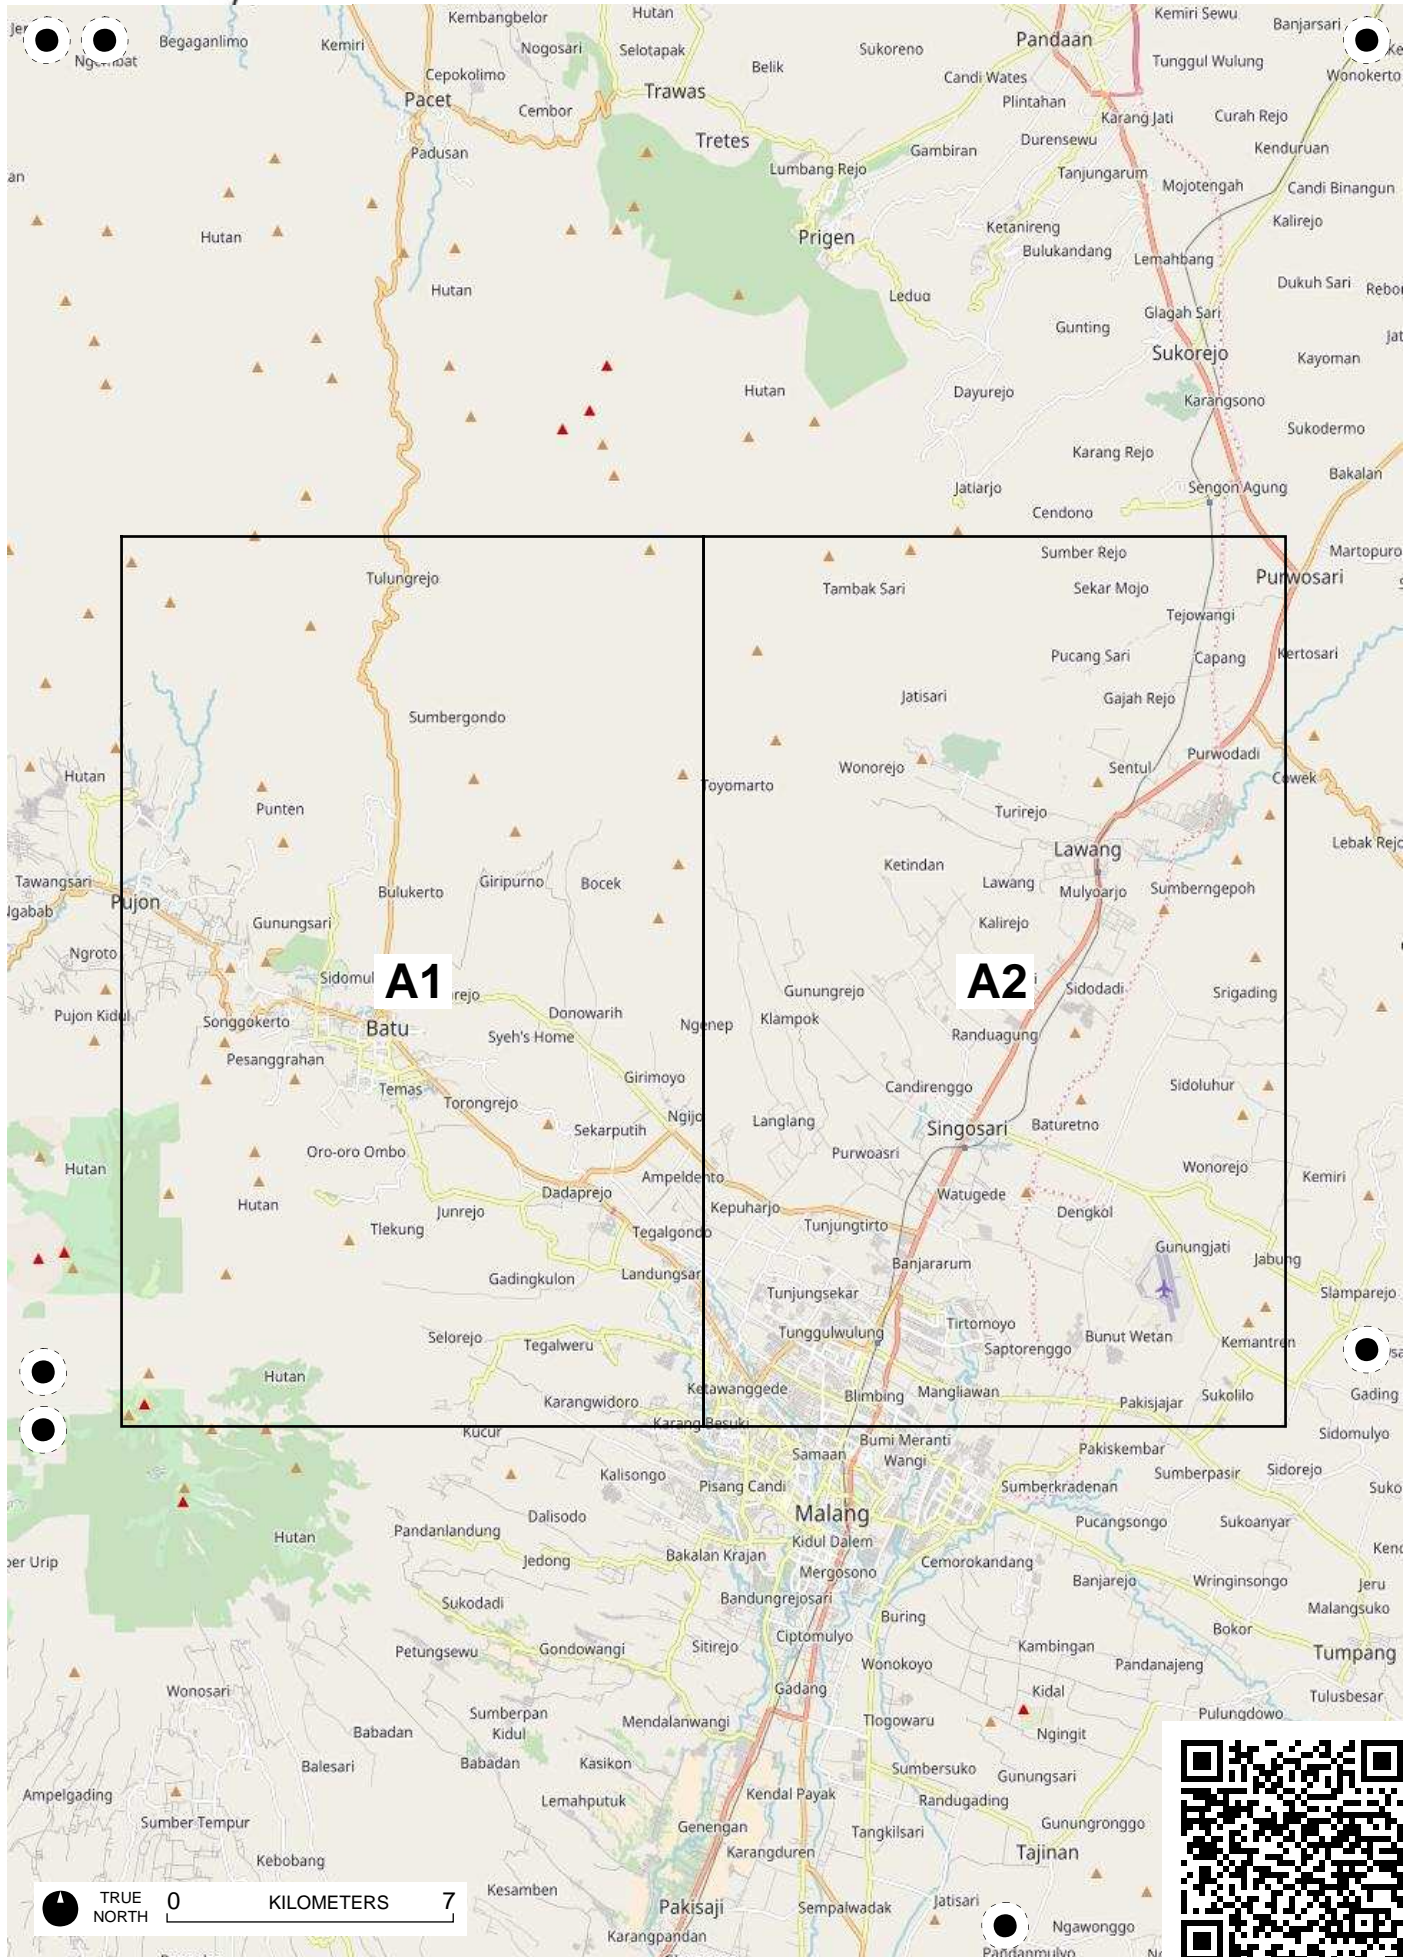 Kembangbelor
Hutan
Kemiri Sewu
Banjarsari
Begaganlimo
Kemiri
Nogosari
Selotapak
Sukoreno
Pandaan
Tunggul Wulung
Belik
Candi Wates
Wonokerto
Cepokolimo
Pacet
Trawas
Plintahan
Cembor
Karang Jati
Curah Rejo
Tretes
Durensewu
Kenduruan
Padusan
Gambiran
Lumbang Rejo
Tanjungarum
Mojotengah
Candi Binangun
Kalirejo
Hutan
Prigen
Ketanireng
Bulukandang
Lemahbang
Hutan
Dukuh Sari
Ledug
Glagah Sari
Gunting
Sukorejo
Kayoman
Hutan
Dayurejo
Karangsono
Sukodermo
Karang Rejo
Bakalan
Jatiarjo
Sengon Agung
Cendono
Sumber Rejo
Martopuro
Tulungrejo
Tambak Sari
Sekar Mojo
Purwosari
Tejowangi
Pucang Sari
Capang
Kertosari
Jatisari
Gajah Rejo
Sumbergondo
Purwodadi
Hutan
Wonorejo
Sentul
Cowek
Toyomarto
Punten
Turirejo
Lawang
Lebak Rejo
Ketindan
Tawangsari
Bulukerto
Giripurno
Bocek
Lawang
Mulyoarjo
Sumberngepoh
Pujon
Ngabab
Gunungsari
Kalirejo
Ngroto
Sidomul
A1
rejo
A2
i
Sidodadi
Srigading
Gunungrejo
Pujon Kidul
Songgokerto
Batu
Donowarih
Ngenep
Klampok
Syeh's Home
Randuagung
Pesanggrahan
Girimoyo
Temas
Candirenggo
Sidoluhur
Torongrejo
Ngijo
Langlang
Singosari
Baturetno
Sekarputih
Oro-oro Ombo
Purwoasri
Hutan
Ampeldento
Wonorejo
Kemiri
Hutan
Dadaprejo
Kepuharjo
Watugede
Junrejo
Dengkol
Tlekung
Tegalgondo
Tunjungtirto
Gunungjati
Banjararum
Jabung
Gadingkulon
Landungsar
Tunjungsekar
Slamparejo
Tirtomoyo
Selorejo
Tegalweru
Tunggulwulung
Saptorenggo
Bunut Wetan
Kemantren
Hutan
Karangwidoro
Ketawanggede
Blimbing
Mangliawan
Pakisjajar
Sukolilo
Gading
Karang Besuki
Kucur
Samaan
Bumi Meranti
Wangi
Pakiskembar
Sidomulyo
Kalisongo
Pisang Candi
Sumberkradenan
Sumberpasir
Sidorejo
Malang
Dalisodo
Pucangsongo
Sukoanyar
Pandanlandung
Hutan
Kidul Dalem
Jedong
Bakalan Krajan
Cemorokandang
Mergosono
Banjarejo
Wringinsongo
Jeru
Sukodadi
Bandungrejosari
Buring
Malangsuko
Bokor
Petungsewu
Gondowangi
Sitirejo
Ciptomulyo
Kambingan
Tumpang
Wonokoyo
Pandanajeng
Wonosari
Gadang
Kidal
Tulusbesar
Sumberpan
Kidul
Mendalanwangi
Tlogowaru
Pulungdowo
Babadan
Ngingit
Balesari
Babadan
Kasikon
Sumbersuko
Gunungsari
Ampelgading
Lemahputuk
Kendal Payak
Randugading
Sumber Tempur
Genengan
Tangkilsari
Gunungronggo
Kebobang
Karangduren
Tajinan
TRUE
NORTH
0 KILOMETERS 7
Kesamben
Pakisaji
Sempalwadak
Jatisari
Karangpandan
Ngawonggo
Pandanmulyo